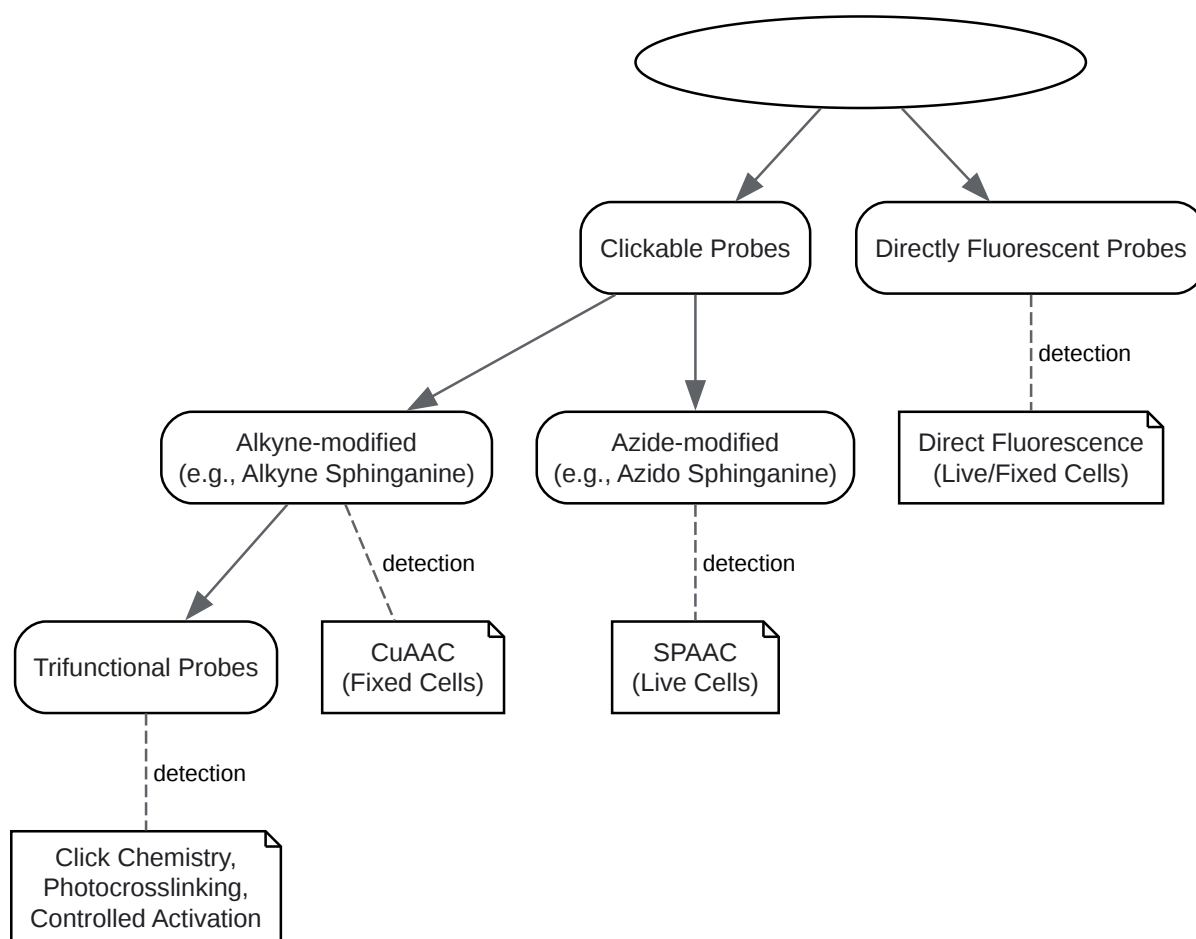 Clickable Probes
Directly Fluorescent Probes
detection
Alkyne-modified
(e.g., Alkyne Sphinganine)
Azide-modified
(e.g., Azido Sphinganine)
Direct Fluorescence
(Live/Fixed Cells)
detection
detection
Trifunctional Probes
CuAAC
(Fixed Cells)
SPAAC
(Live Cells)
detection
Click Chemistry,
Photocrosslinking,
Controlled Activation